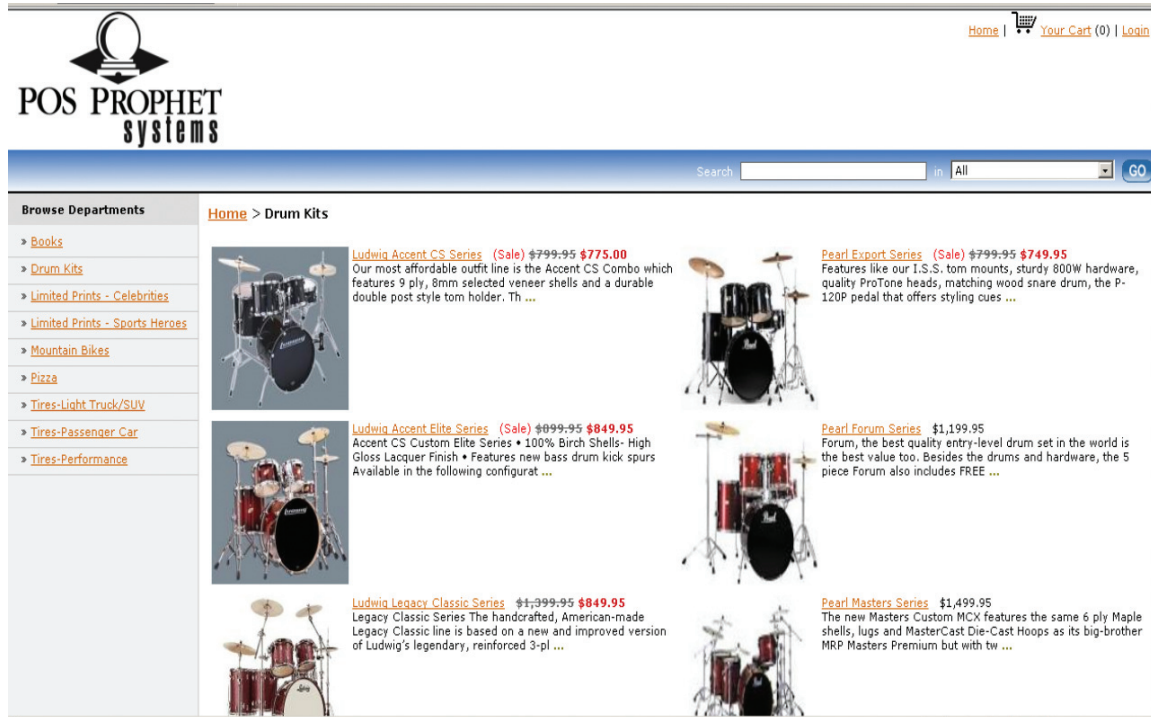 Home | Your Cart (0) | Login
POS PROPHET
systems
Search in All GO
Browse Departments
» Books
» Drum Kits
» Limited Prints - Celebrities
» Limited Prints - Sports Heroes
» Mountain Bikes
» Pizza
» Tires-Light Truck/SUV
» Tires-Passenger Car
» Tires-Performance
Home > Drum Kits
Ludwig Accent CS Series (Sale) $799.95 $775.00
Our most affordable outfit line is the Accent CS Combo which
features 9 ply, 8mm selected veneer shells and a durable
double post style tom holder. Th ...
Pearl Export Series (Sale) $799.95 $749.95
Features like our I.S.S. tom mounts, sturdy 800W hardware,
quality ProTone heads, matching wood snare drum, the P-
120P pedal that offers styling cues ...
Pearl
Ludwig Accent Elite Series (Sale) $899.95 $849.95
Accent CS Custom Elite Series • 100% Birch Shells- High
Gloss Lacquer Finish • Features new bass drum kick spurs
Available in the following configurat ...
Pearl Forum Series $1,199.95
Forum, the best quality entry-level drum set in the world is
the best value too. Besides the drums and hardware, the 5
piece Forum also includes FREE ...
Pearl
Ludwig Legacy Classic Series $1,399.95 $849.95
Legacy Classic Series The handcrafted, American-made
Legacy Classic line is based on a new and improved version
of Ludwig's legendary, reinforced 3-pl ...
Pearl Masters Series $1,499.95
The new Masters Custom MCX features the same 6 ply Maple
shells, lugs and MasterCast Die-Cast Hoops as its big-brother
MRP Masters Premium but with tw ...